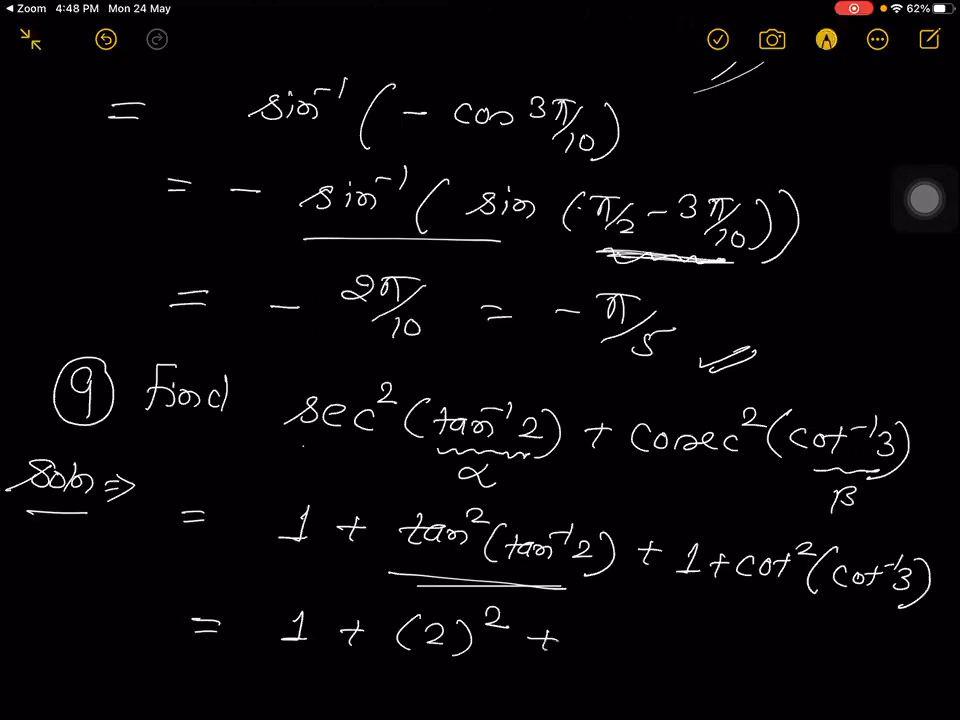 Zoom 4:48 PM Mon 24 May 62%
= sin⁻¹(- cos 3π/10)
= - sin⁻¹( sin (π/2 - 3π/10))
= - 2π/10 = - π/5
9 Find sec²(tan⁻¹2) + cosec²(cot⁻¹3)
α β
Soln ⇒
= 1 + tan²(tan⁻¹2) + 1 + cot²(cot⁻¹3)
= 1 + (2)² +